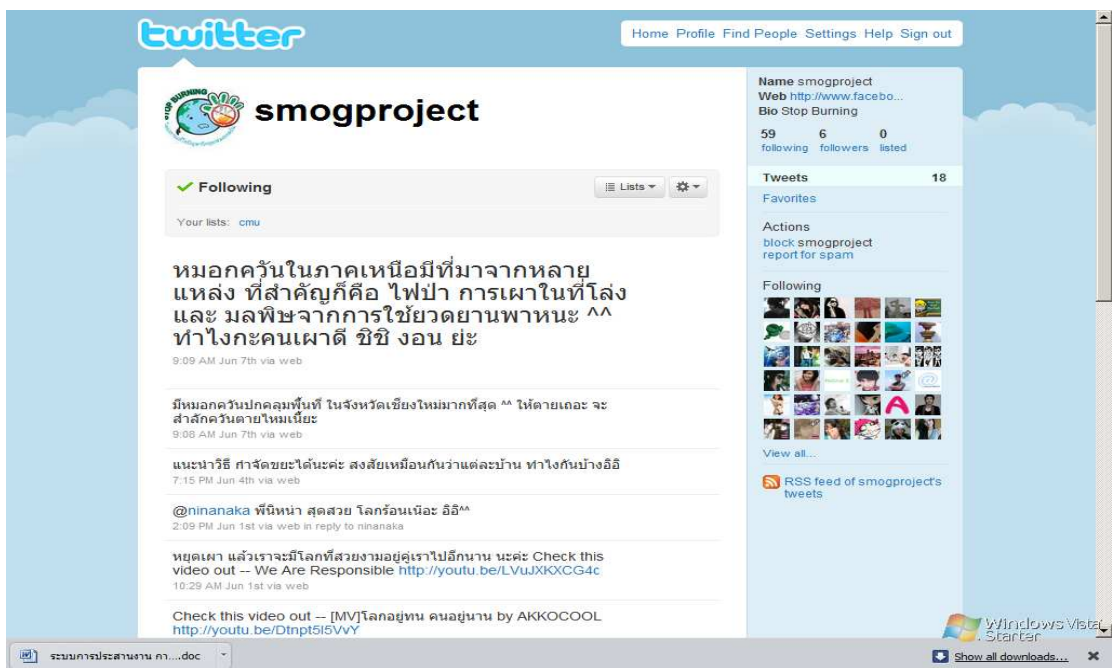 twitter
Home Profile Find People Settings Help Sign out
STOP BURNING
smogproject
Following
Lists
Your lists: cmu
หมอกควันในภาคเหนือมีที่มาจากหลาย
แหล่ง ที่สำคัญก็คือ ไฟป่า การเผาในที่โล่ง
และ มลพิษจากการใช้ยวดยานพาหนะ ^^
ทำไงกะคนเผาดี ชิชิ งอน ย่ะ
9:09 AM Jun 7th via web
มีหมอกควันปกคลุมพื้นที่ ในจังหวัดเชียงใหม่มากที่สุด ^^ ให้ตายเถอะ จะ
สำลักควันตายไหมเนี้ยะ
9:08 AM Jun 7th via web
แนะนำวิธี กำจัดขยะได้นะค่ะ สงสัยเหมือนกันว่าแต่ละบ้าน ทำไงกันบ้างอิอิ
7:15 PM Jun 4th via web
@ninanaka พี่นิหน่า สุดสวย โลกร้อนเนอะ อิอิ^^
2:09 PM Jun 1st via web in reply to ninanaka
หยุดเผา แล้วเราจะมีโลกที่สวยงามอยู่คู่เราไปอีกนาน นะค่ะ Check this
video out -- We Are Responsible http://youtu.be/LVuJXKXCG4c
10:29 AM Jun 1st via web
Check this video out -- [MV]โลกอยู่ทน คนอยู่นาน by AKKOCOOL
http://youtu.be/Dtnpt5I5VvY
Name smogproject
Web http://www.facebo...
Bio Stop Burning
59 6 0
following followers listed
Tweets 18
Favorites
Actions
block smogproject
report for spam
Following
View all...
RSS feed of smogproject's
tweets
Windows Vista
Starter
ระบบการประสานงาน กา....doc
Show all downloads...